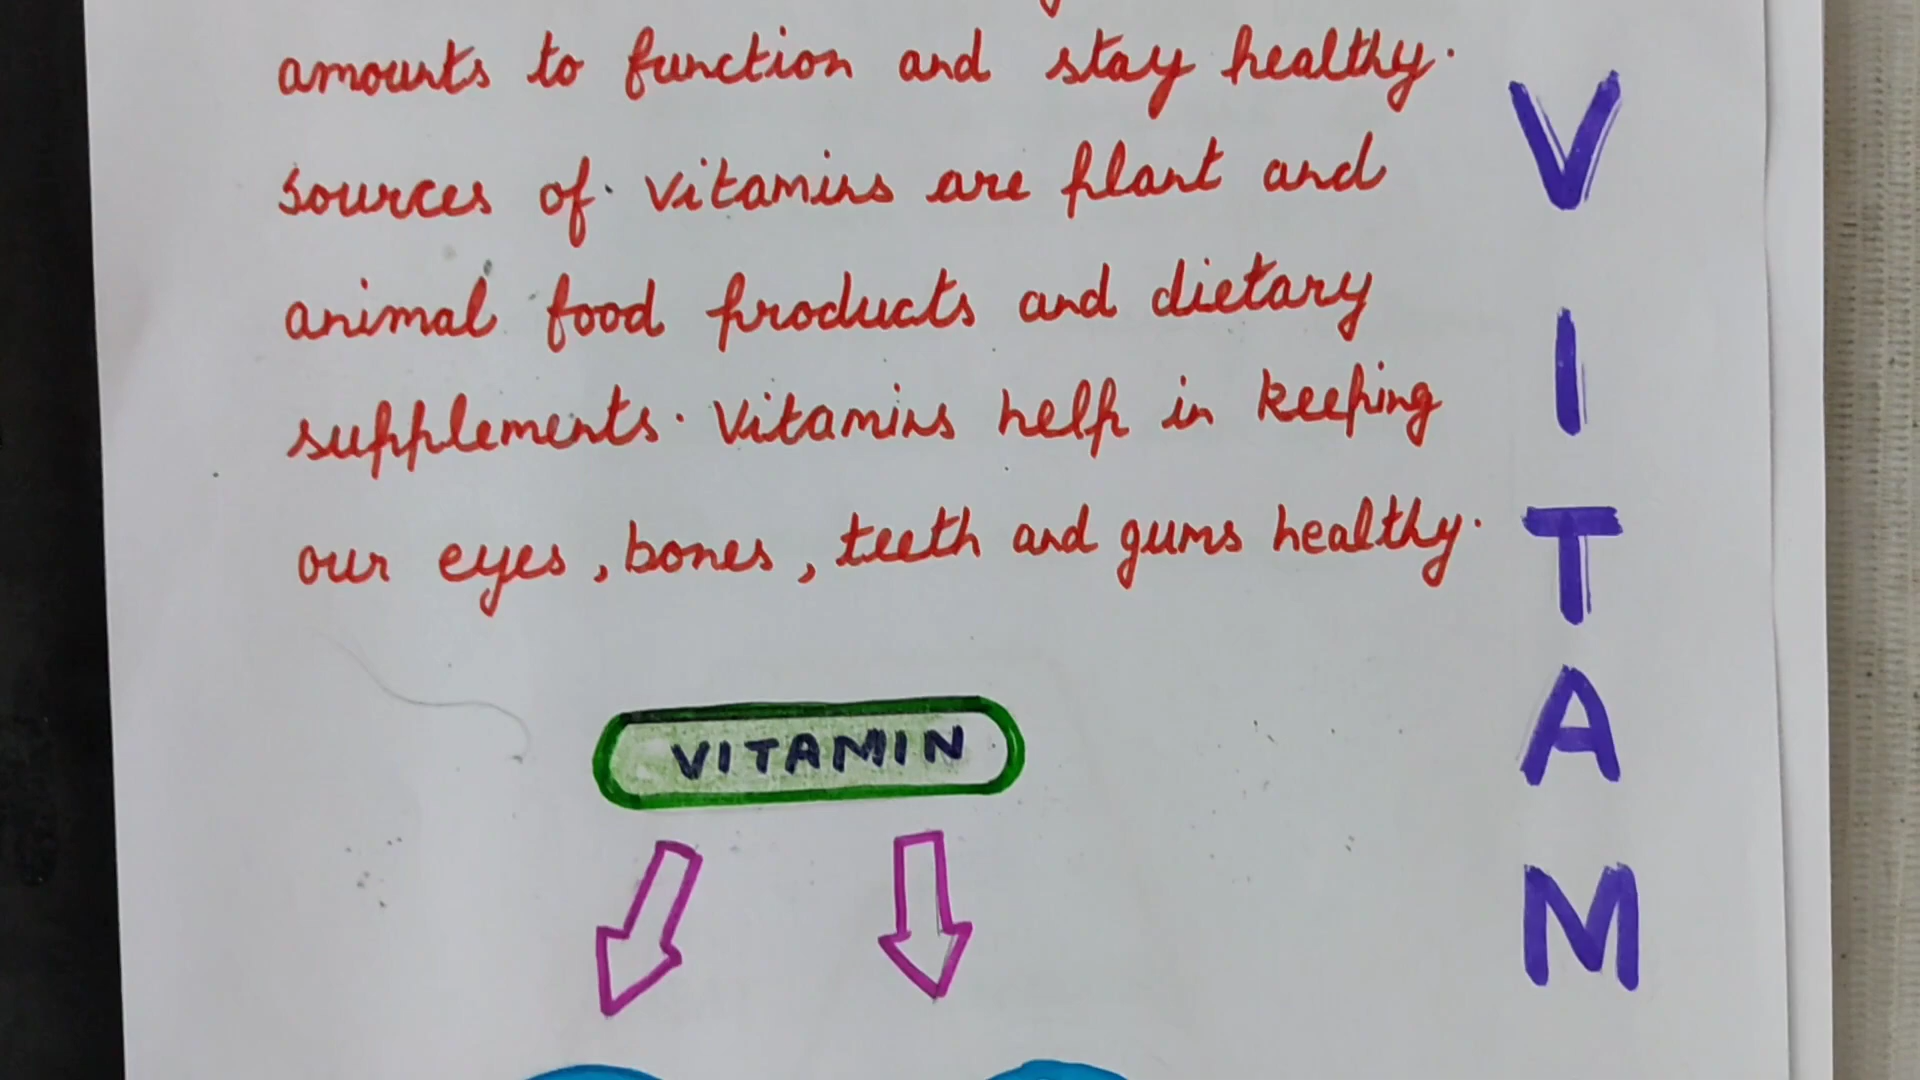 amounts to function and stay healthy.
Sources of vitamins are plant and
animal food products and dietary
supplements. Vitamins help in keeping
our eyes, bones, teeth and gums healthy.
VITAMIN
V
I
T
A
M